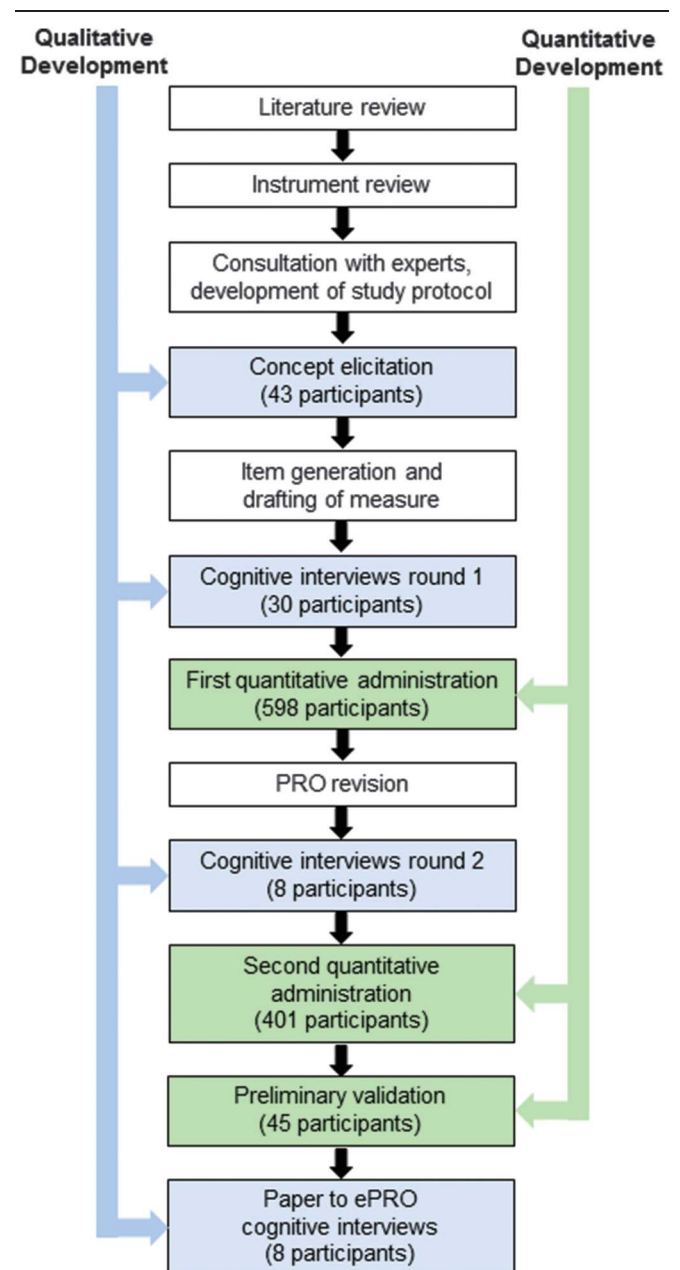 Qualitative
Development
Quantitative
Development
Literature review
Instrument review
Consultation with experts,
development of study protocol
Concept elicitation
(43 participants)
Item generation and
drafting of measure
Cognitive interviews round 1
(30 participants)
First quantitative administration
(598 participants)
PRO revision
Cognitive interviews round 2
(8 participants)
Second quantitative
administration
(401 participants)
Preliminary validation
(45 participants)
Paper to ePRO
cognitive interviews
(8 participants)